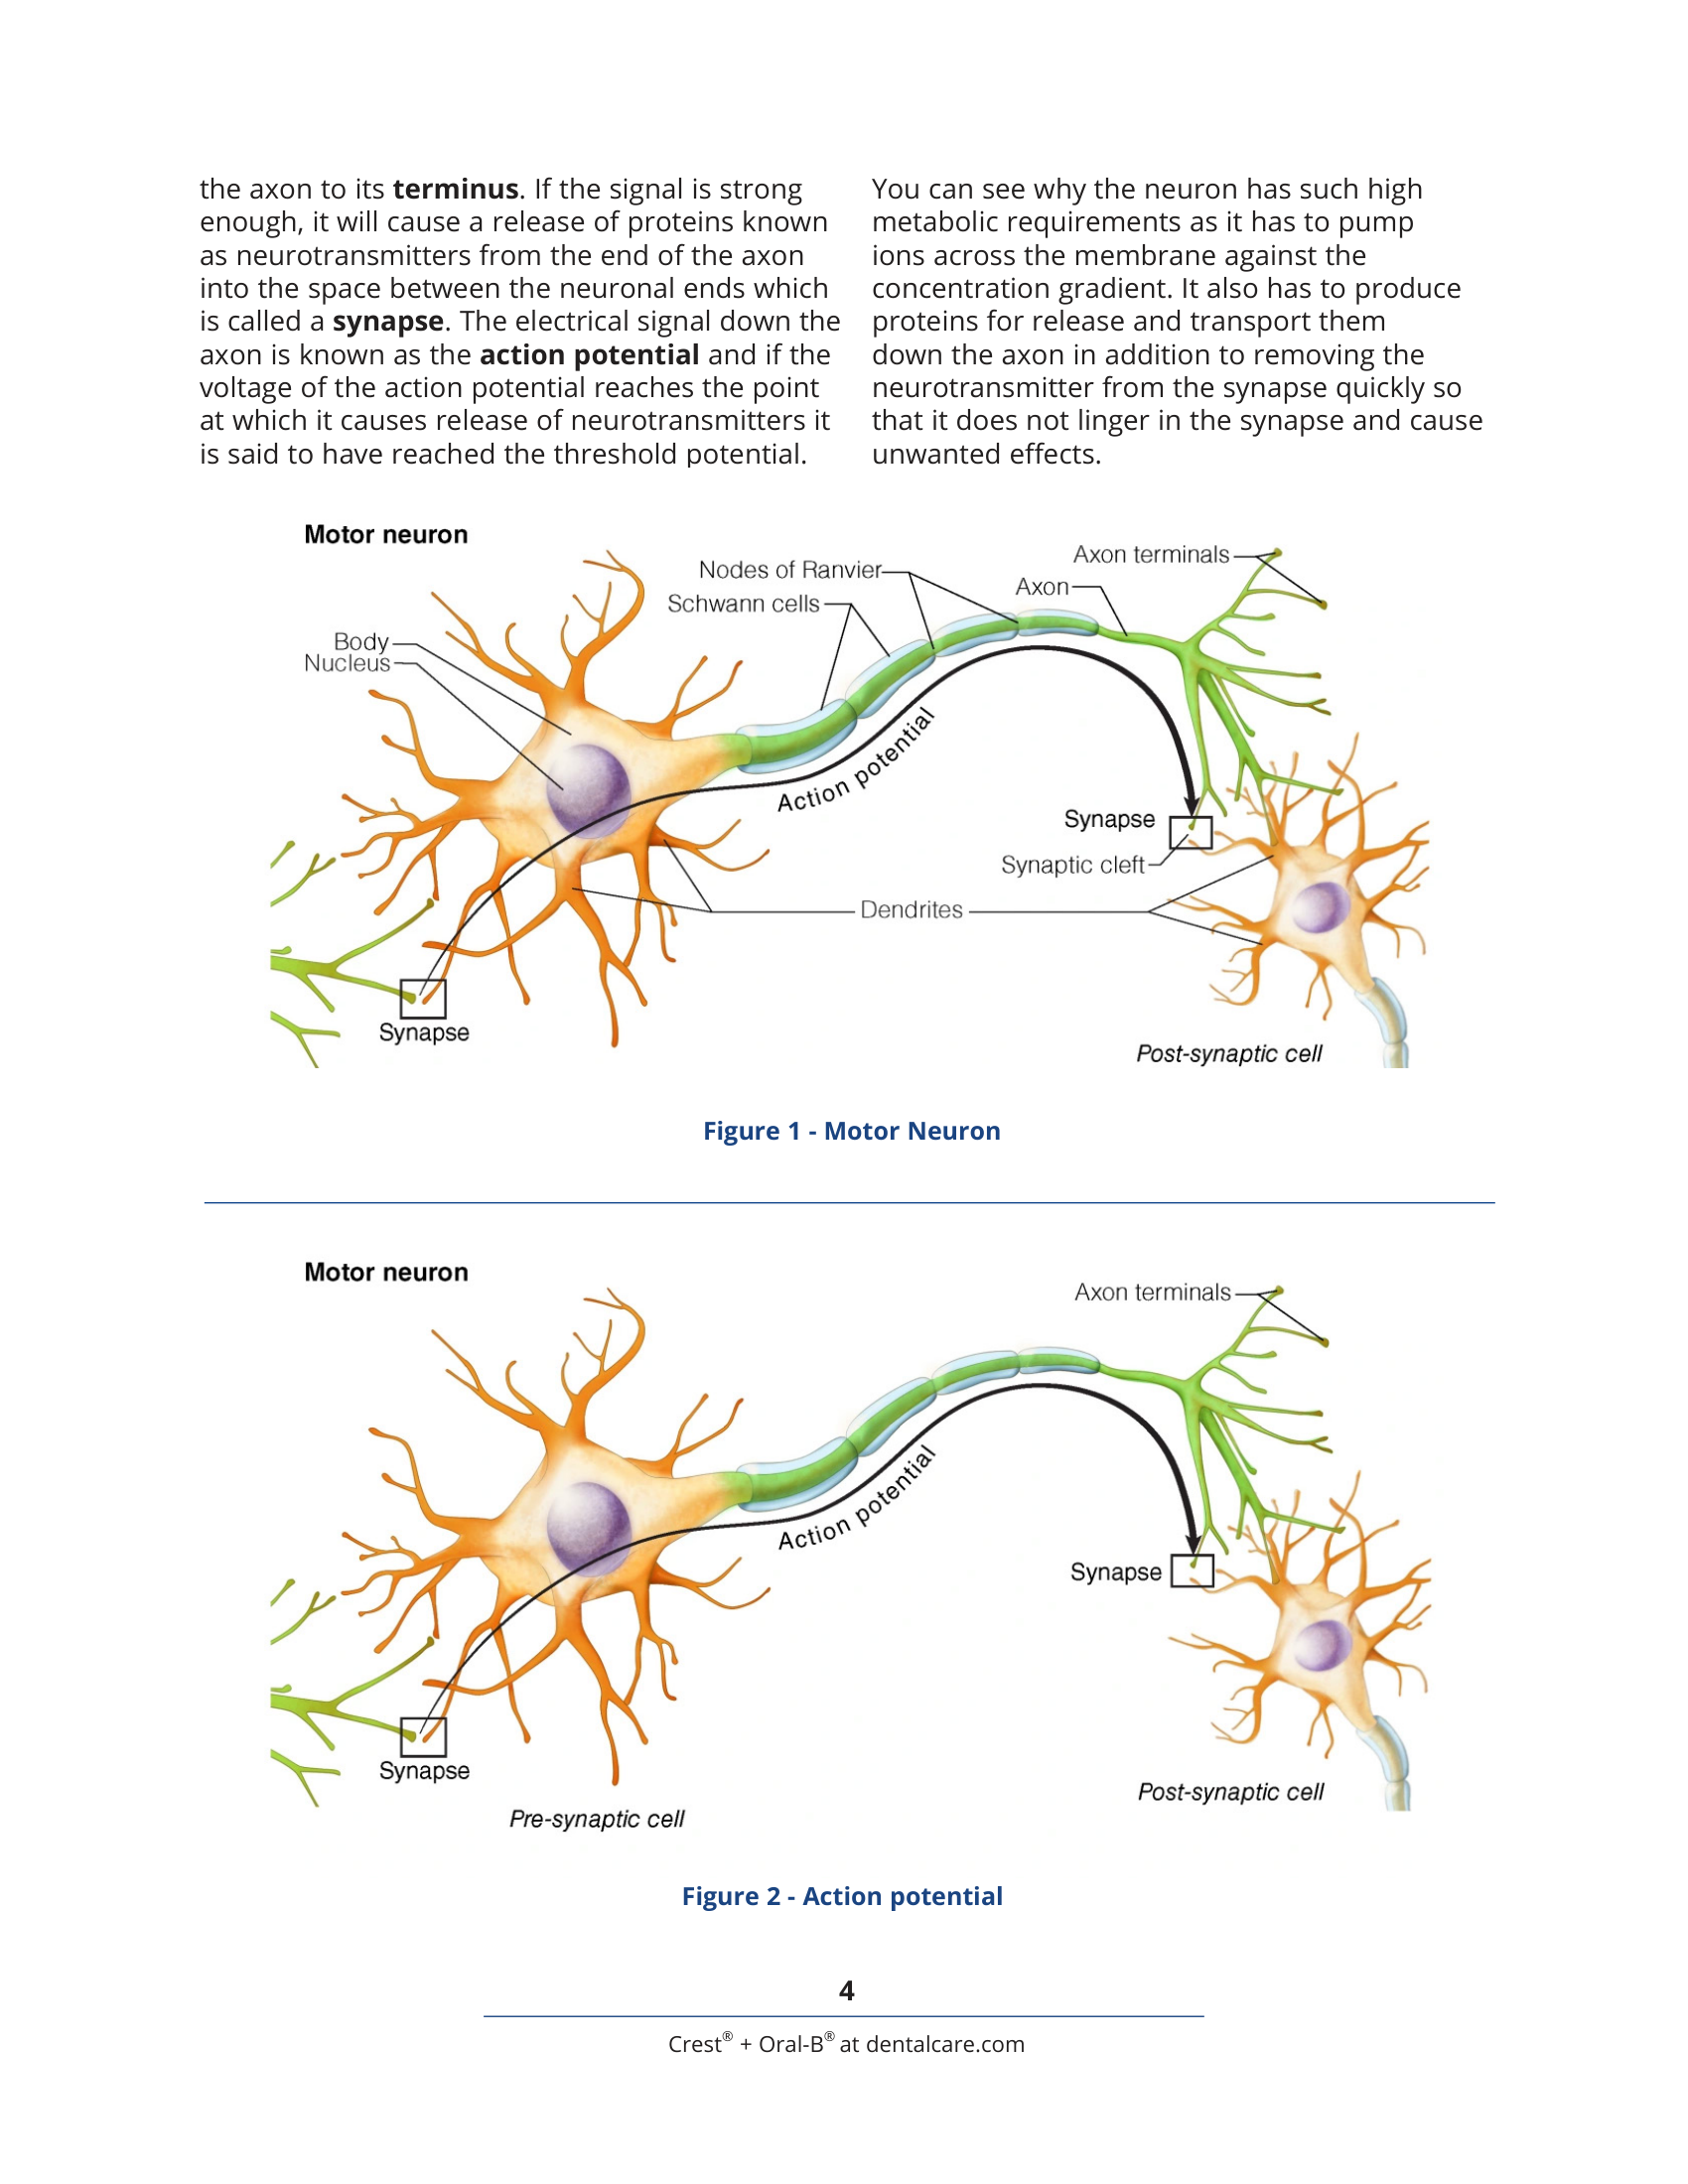 the axon to its terminus. If the signal is strong
enough, it will cause a release of proteins known
as neurotransmitters from the end of the axon
into the space between the neuronal ends which
is called a synapse. The electrical signal down the
axon is known as the action potential and if the
voltage of the action potential reaches the point
at which it causes release of neurotransmitters it
is said to have reached the threshold potential.
You can see why the neuron has such high
metabolic requirements as it has to pump
ions across the membrane against the
concentration gradient. It also has to produce
proteins for release and transport them
down the axon in addition to removing the
neurotransmitter from the synapse quickly so
that it does not linger in the synapse and cause
unwanted effects.
Motor neuron
Axon terminals
Nodes of Ranvier
Axon
Schwann cells
Body
Nucleus
Action potential
Synapse
Synaptic cleft
Dendrites
Synapse
Post-synaptic cell
Figure 1 - Motor Neuron
Motor neuron
Axon terminals
Action potential
Synapse
Synapse
Post-synaptic cell
Pre-synaptic cell
Figure 2 - Action potential
4
Crest® + Oral-B® at dentalcare.com